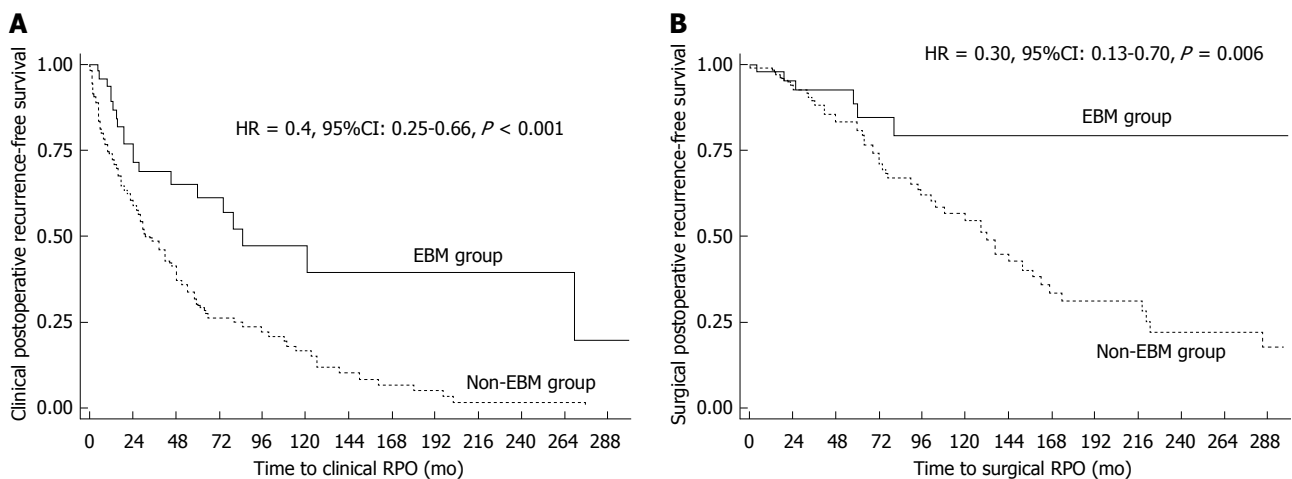 A
Clinical postoperative recurrence-free survival
1.00
0.75
0.50
0.25
0.00
HR = 0.4, 95%CI: 0.25-0.66, P < 0.001
EBM group
Non-EBM group
0 24 48 72 96 120 144 168 192 216 240 264 288
Time to clinical RPO (mo)
B
Surgical postoperative recurrence-free survival
HR = 0.30, 95%CI: 0.13-0.70, P = 0.006
1.00
0.75
0.50
0.25
0.00
EBM group
Non-EBM group
0 24 48 72 96 120 144 168 192 216 240 264 288
Time to surgical RPO (mo)